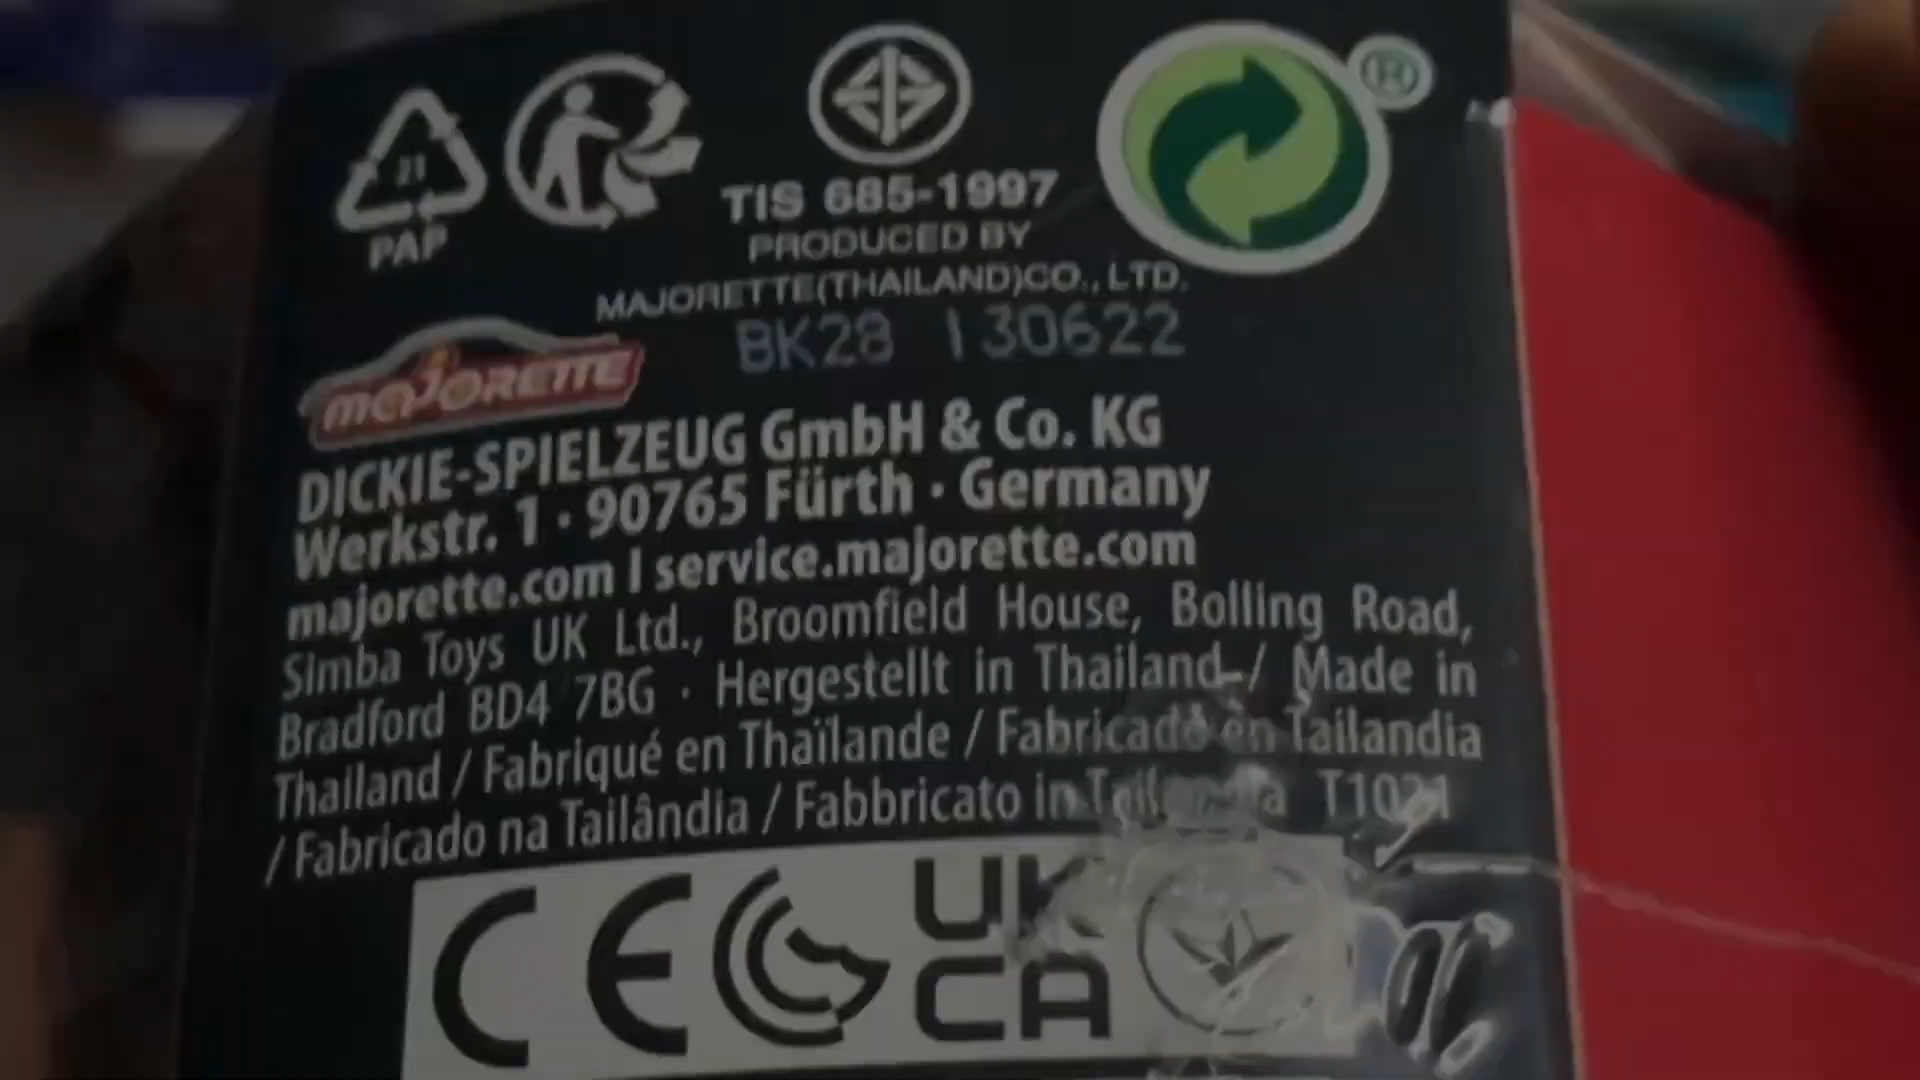 21
PAP
TIS 685-1997
PRODUCED BY
MAJORETTE(THAILAND)CO., LTD.
BK28 130622
majORETTE
DICKIE-SPIELZEUG GmbH & Co. KG
Werkstr. 1 · 90765 Fürth · Germany
majorette.com | service.majorette.com
Simba Toys UK Ltd., Broomfield House, Bolling Road,
Bradford BD4 7BG · Hergestellt in Thailand / Made in
Thailand / Fabriqué en Thaïlande / Fabricado en Tailandia
/ Fabricado na Tailândia / Fabbricato in
CE
UK
CA
®